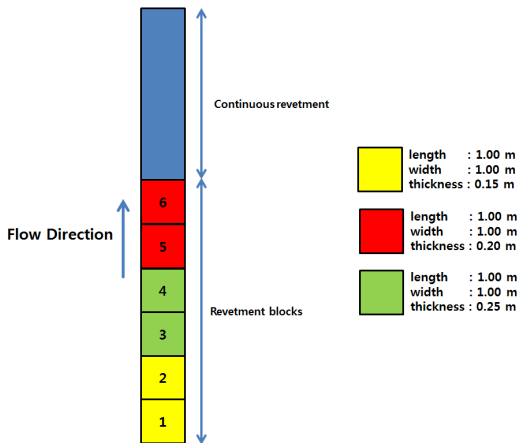 Continuous revetment
length : 1.00 m
width : 1.00 m
thickness : 0.15 m
6
Flow Direction
5
length : 1.00 m
width : 1.00 m
thickness : 0.20 m
4
length : 1.00 m
width : 1.00 m
thickness : 0.25 m
Revetment blocks
3
2
1